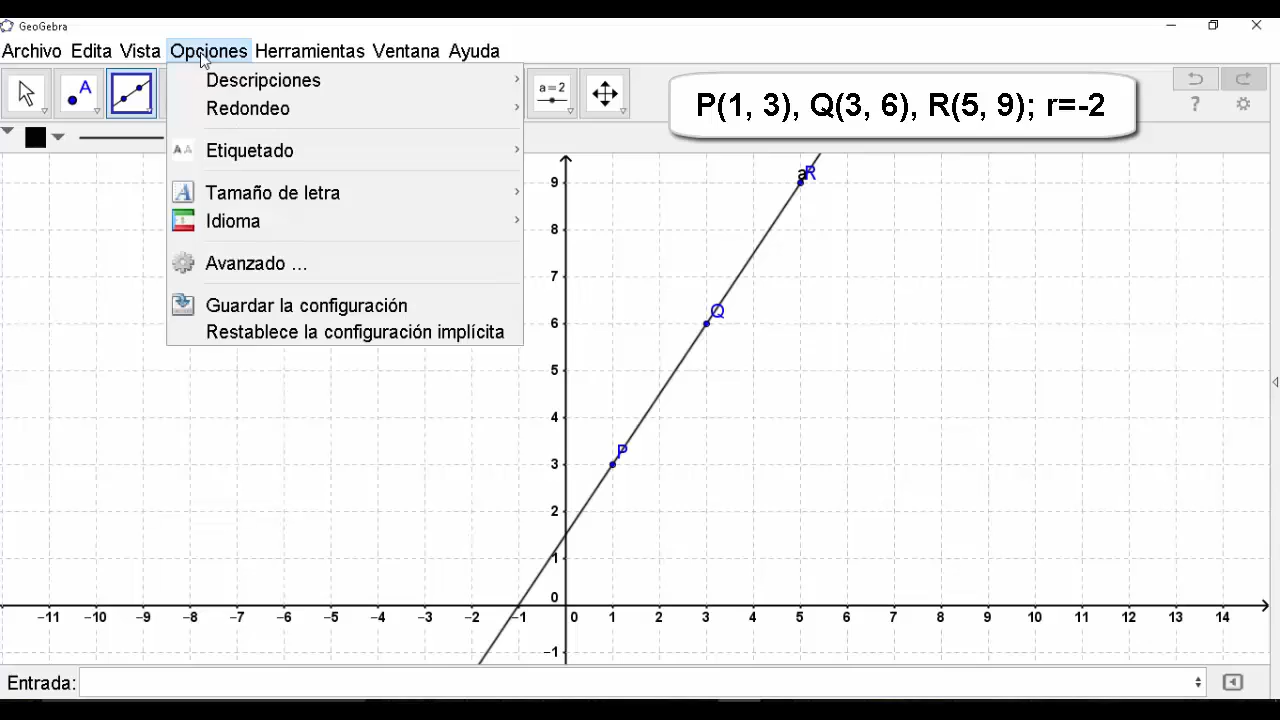 GeoGebra
Archivo Edita Vista Opciones Herramientas Ventana Ayuda
Descripciones
Redondeo
Etiquetado
Tamaño de letra
Idioma
Avanzado ...
Guardar la configuración
Restablece la configuración implícita
A
a=2
P(1, 3), Q(3, 6), R(5, 9); r=-2
?
9
8
7
6
5
4
3
2
1
0
−1
aR
Q
P
−11 −10 −9 −8 −7 −6 −5 −4 −3 −2 −1 0 1 2 3 4 5 6 7 8 9 10 11 12 13 14
Entrada: